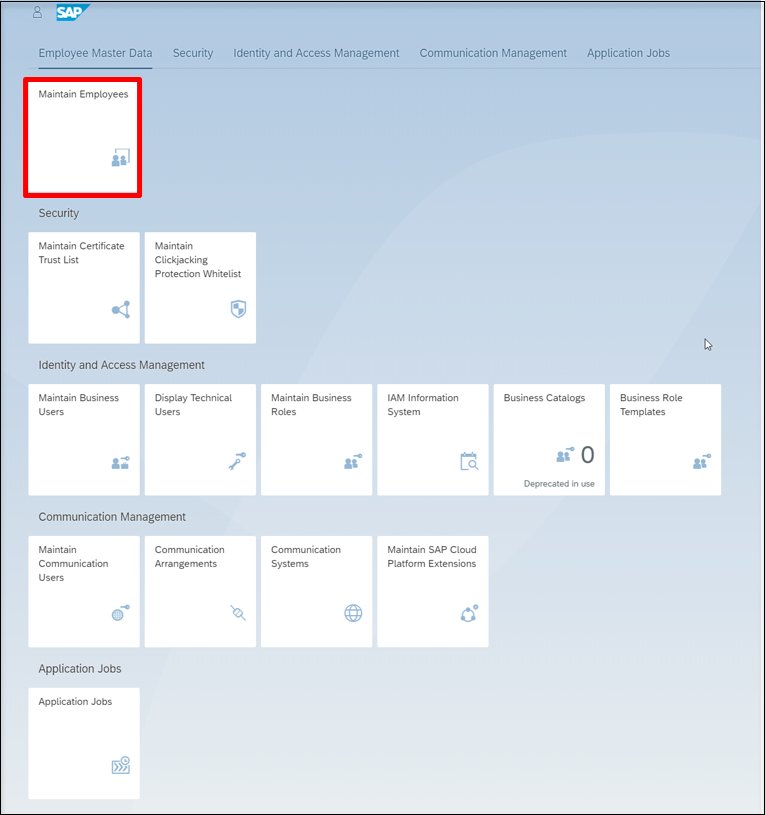 SAP
Employee Master Data Security Identity and Access Management Communication Management Application Jobs
Maintain Employees
Security
Maintain Certificate
Trust List
Maintain
Clickjacking
Protection Whitelist
Identity and Access Management
Maintain Business
Users
Display Technical
Users
Maintain Business
Roles
IAM Information
System
Business Catalogs
0
Deprecated in use
Business Role
Templates
Communication Management
Maintain
Communication
Users
Communication
Arrangements
Communication
Systems
Maintain SAP Cloud
Platform Extensions
Application Jobs
Application Jobs